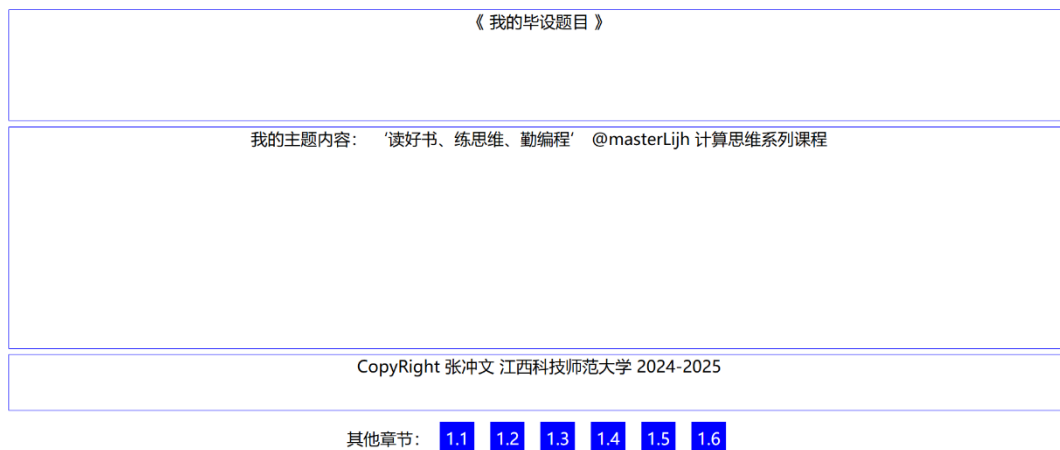 《 我的毕设题目 》
我的主题内容： ‘读好书、练思维、勤编程’ @masterLijh 计算思维系列课程
CopyRight 张冲文 江西科技师范大学 2024-2025
其他章节： 1.1 1.2 1.3 1.4 1.5 1.6